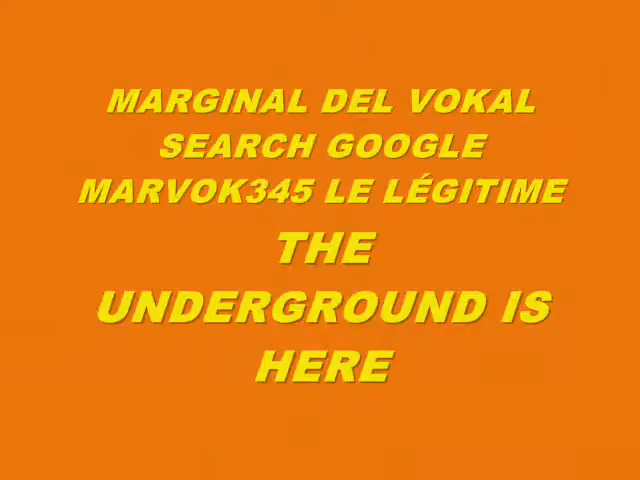 MARGINAL DEL VOKAL
SEARCH GOOGLE
MARVOK345 LE LÉGITIME
THE
UNDERGROUND IS
HERE